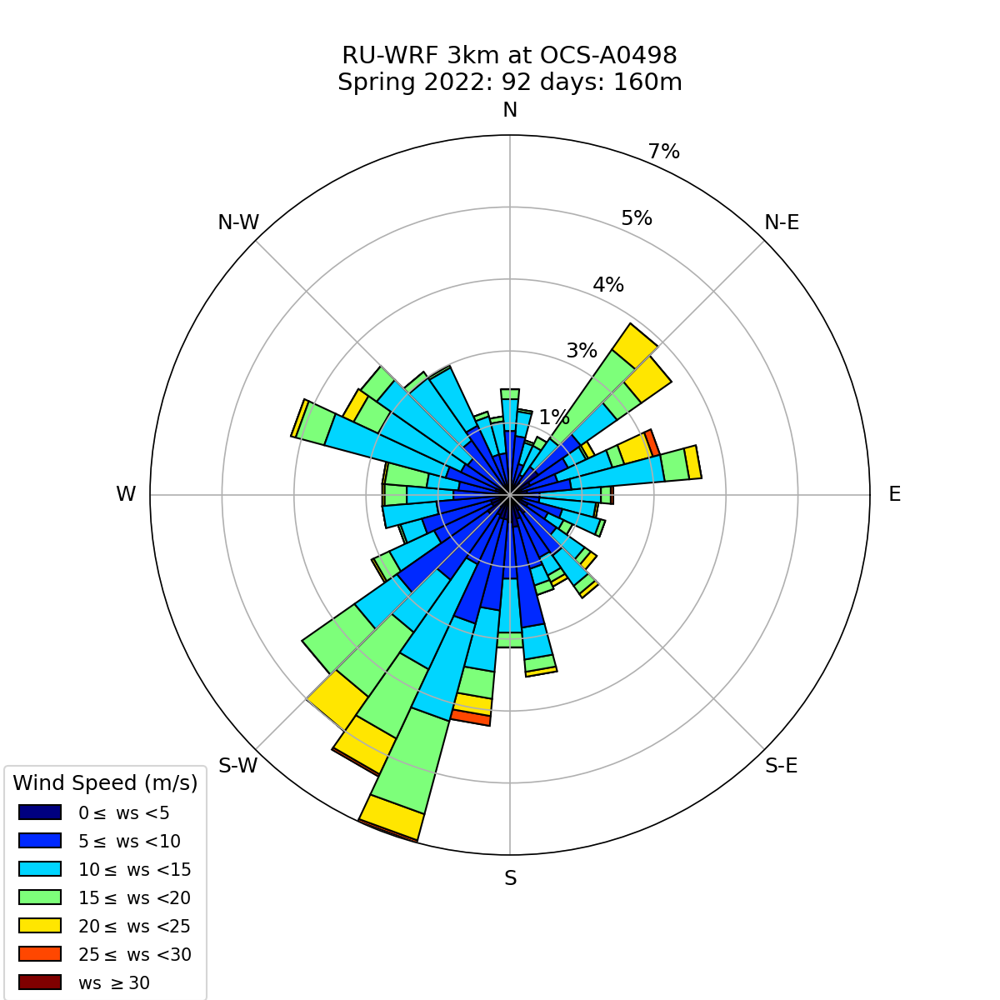 RU-WRF 3km at OCS-A0498
Spring 2022: 92 days: 160m
N
7%
N-W
5%
N-E
4%
3%
1%
W
E
S-W
S-E
S
Wind Speed (m/s)
0 ≤ ws <5
5 ≤ ws <10
10 ≤ ws <15
15 ≤ ws <20
20 ≤ ws <25
25 ≤ ws <30
ws ≥ 30